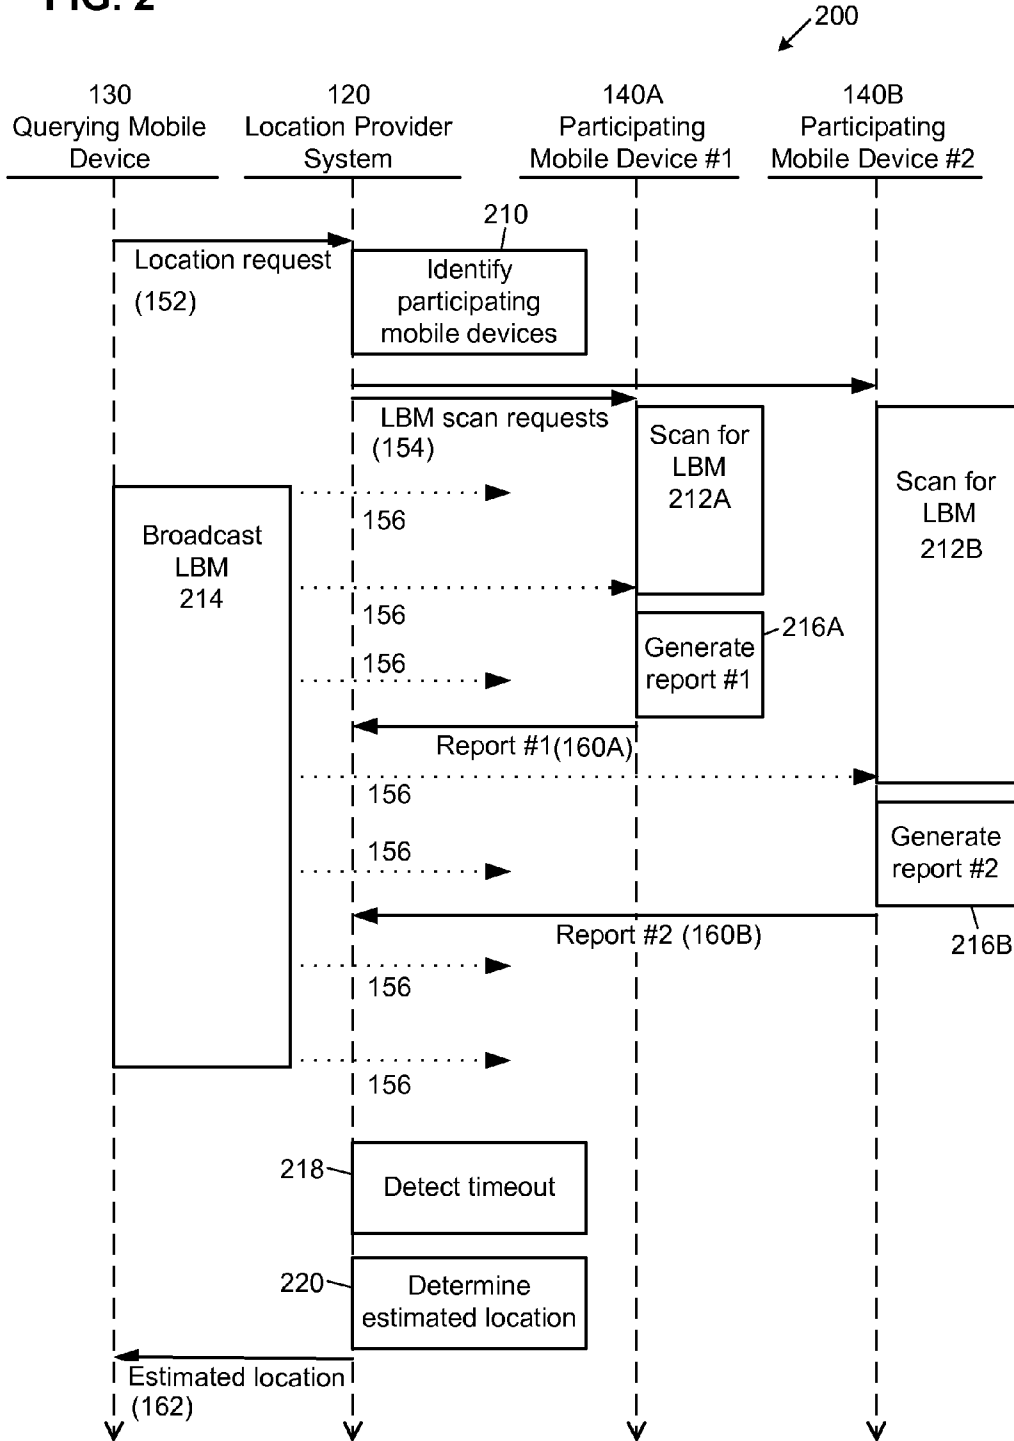 FIG. 2
200
130
Querying Mobile
Device
120
Location Provider
System
140A
Participating
Mobile Device #1
140B
Participating
Mobile Device #2
210
Location request
(152)
Identify
participating
mobile devices
LBM scan requests
(154)
Scan for
LBM
212A
Scan for
LBM
212B
Broadcast
LBM
214
156
156
156
Generate
report #1
216A
Report #1(160A)
156
156
Generate
report #2
216B
Report #2 (160B)
156
156
218
Detect timeout
220
Determine
estimated location
Estimated location
(162)